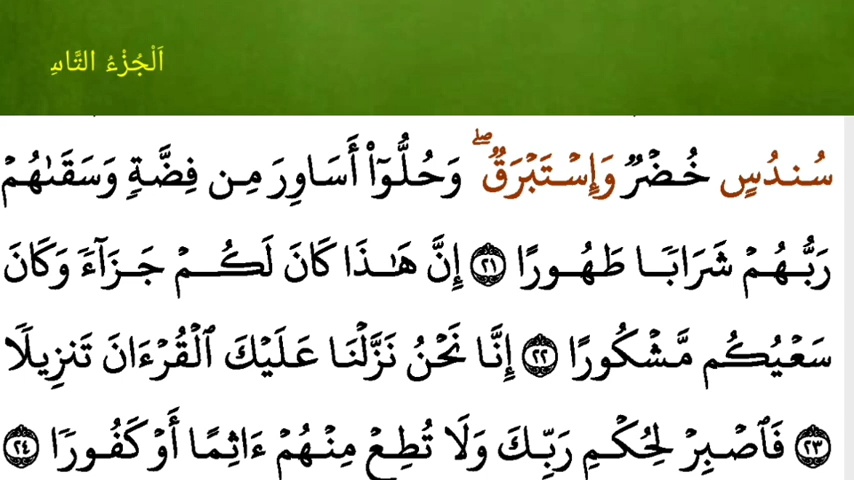 اَلْجُزْءُ التَّاسِ
سُندُسٍ خُضْرٌ وَإِسْتَبْرَقٌ ۖ وَحُلُّوٓا۟ أَسَاوِرَ مِن فِضَّةٍ وَسَقَىٰهُمْ
رَبُّهُمْ شَرَابًا طَهُورًا ٢١ إِنَّ هَٰذَا كَانَ لَكُمْ جَزَآءً وَكَانَ
سَعْيُكُم مَّشْكُورًا ٢٢ إِنَّا نَحْنُ نَزَّلْنَا عَلَيْكَ ٱلْقُرْءَانَ تَنزِيلًا
٢٣ فَٱصْبِرْ لِحُكْمِ رَبِّكَ وَلَا تُطِعْ مِنْهُمْ ءَاثِمًا أَوْ كَفُورًا ٢٤